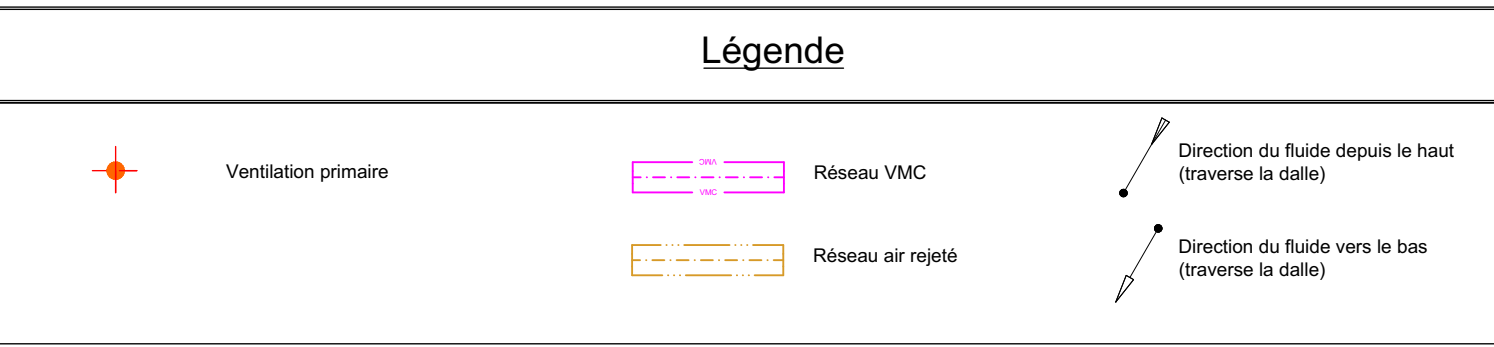 Légende
Ventilation primaire
VMC
VMC
Réseau VMC
Réseau air rejeté
Direction du fluide depuis le haut
(traverse la dalle)
Direction du fluide vers le bas
(traverse la dalle)